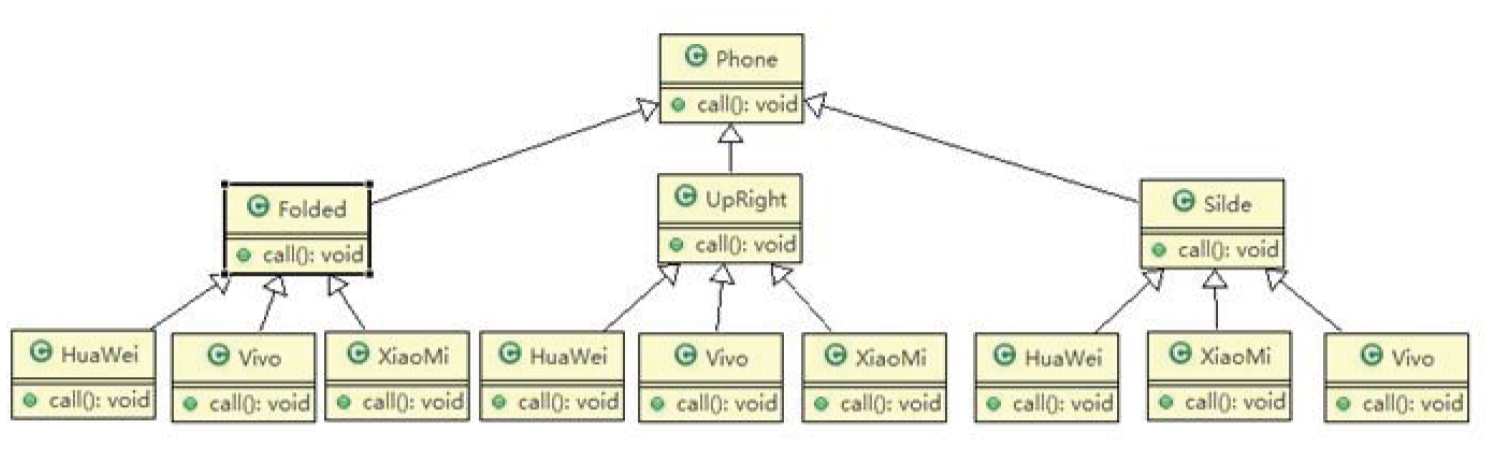 Phone
call(): void
Folded
call(): void
UpRight
call(): void
Silde
call(): void
HuaWei
call(): void
Vivo
call(): void
XiaoMi
call(): void
HuaWei
call(): void
Vivo
call(): void
XiaoMi
call(): void
HuaWei
call(): void
XiaoMi
call(): void
Vivo
call(): void